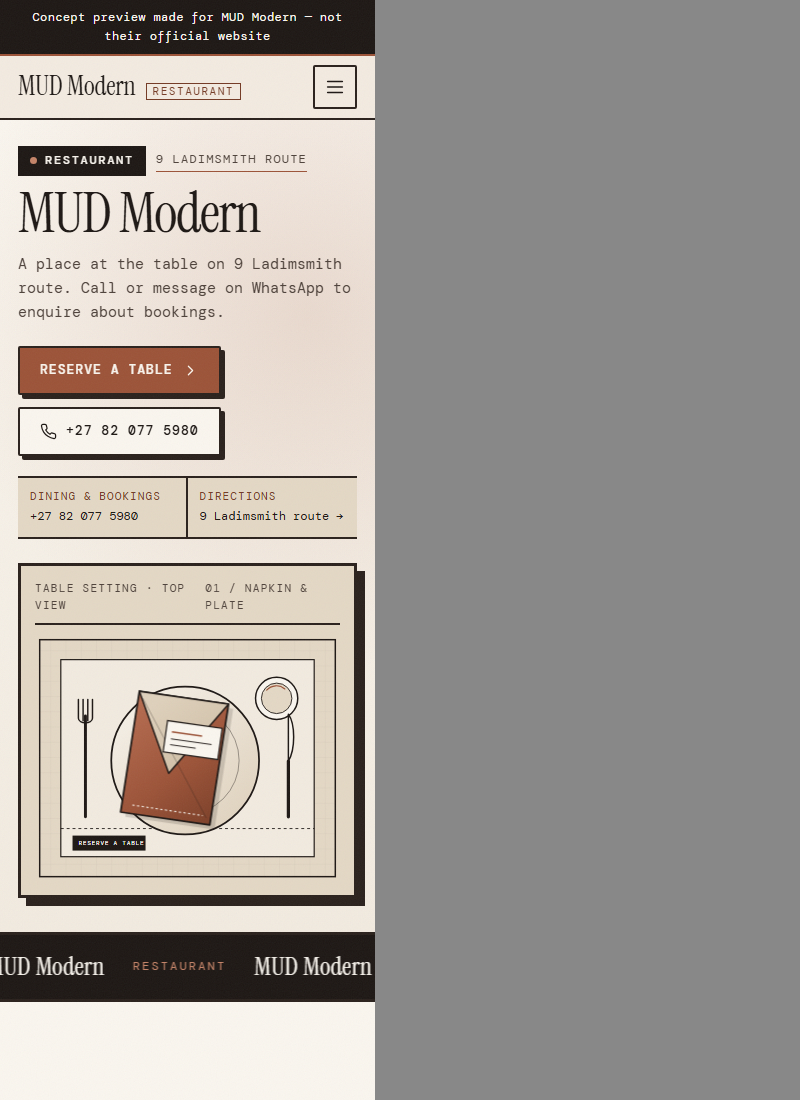 Concept preview made for MUD Modern — not
their official website
MUD Modern RESTAURANT
RESTAURANT 9 LADIMSMITH ROUTE
MUD Modern
A place at the table on 9 Ladimsmith
route. Call or message on WhatsApp to
enquire about bookings.
RESERVE A TABLE
+27 82 077 5980
DINING & BOOKINGS
+27 82 077 5980
DIRECTIONS
9 Ladimsmith route →
TABLE SETTING · TOP
VIEW
01 / NAPKIN &
PLATE
RESERVE A TABLE
MUD Modern RESTAURANT MUD Modern